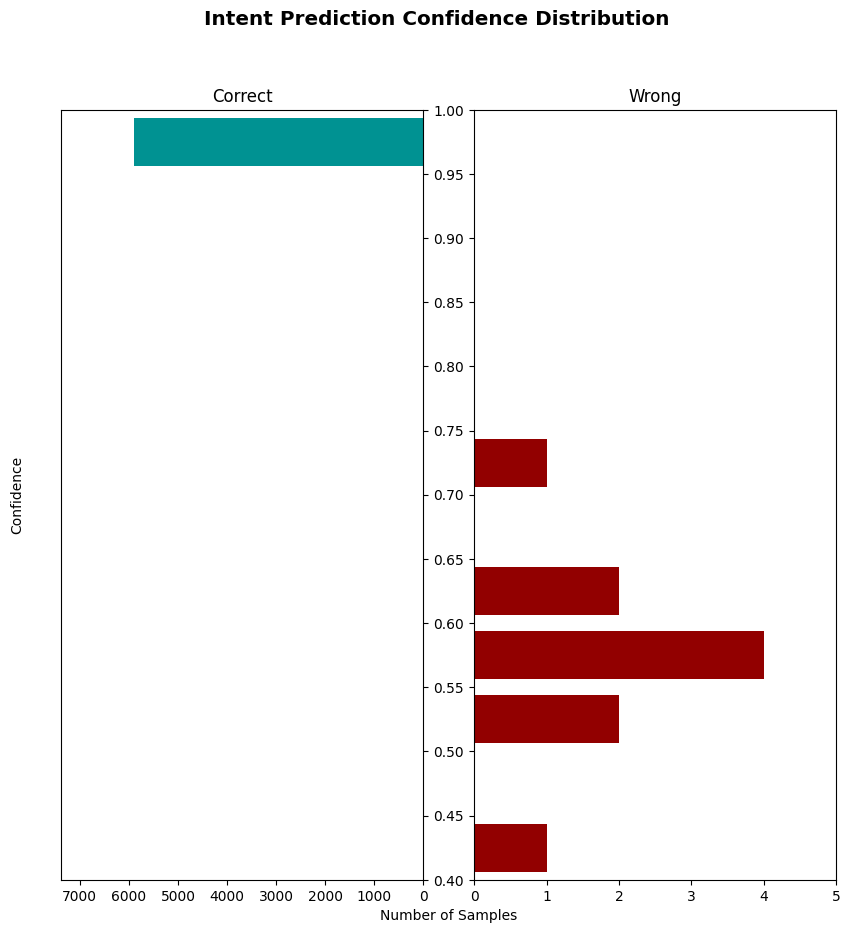 Intent Prediction Confidence Distribution
Correct
Wrong
1.00
0.95
0.90
0.85
0.80
0.75
0.70
0.65
0.60
0.55
0.50
0.45
0.40
Confidence
7000 6000 5000 4000 3000 2000 1000 0
0 1 2 3 4 5
Number of Samples